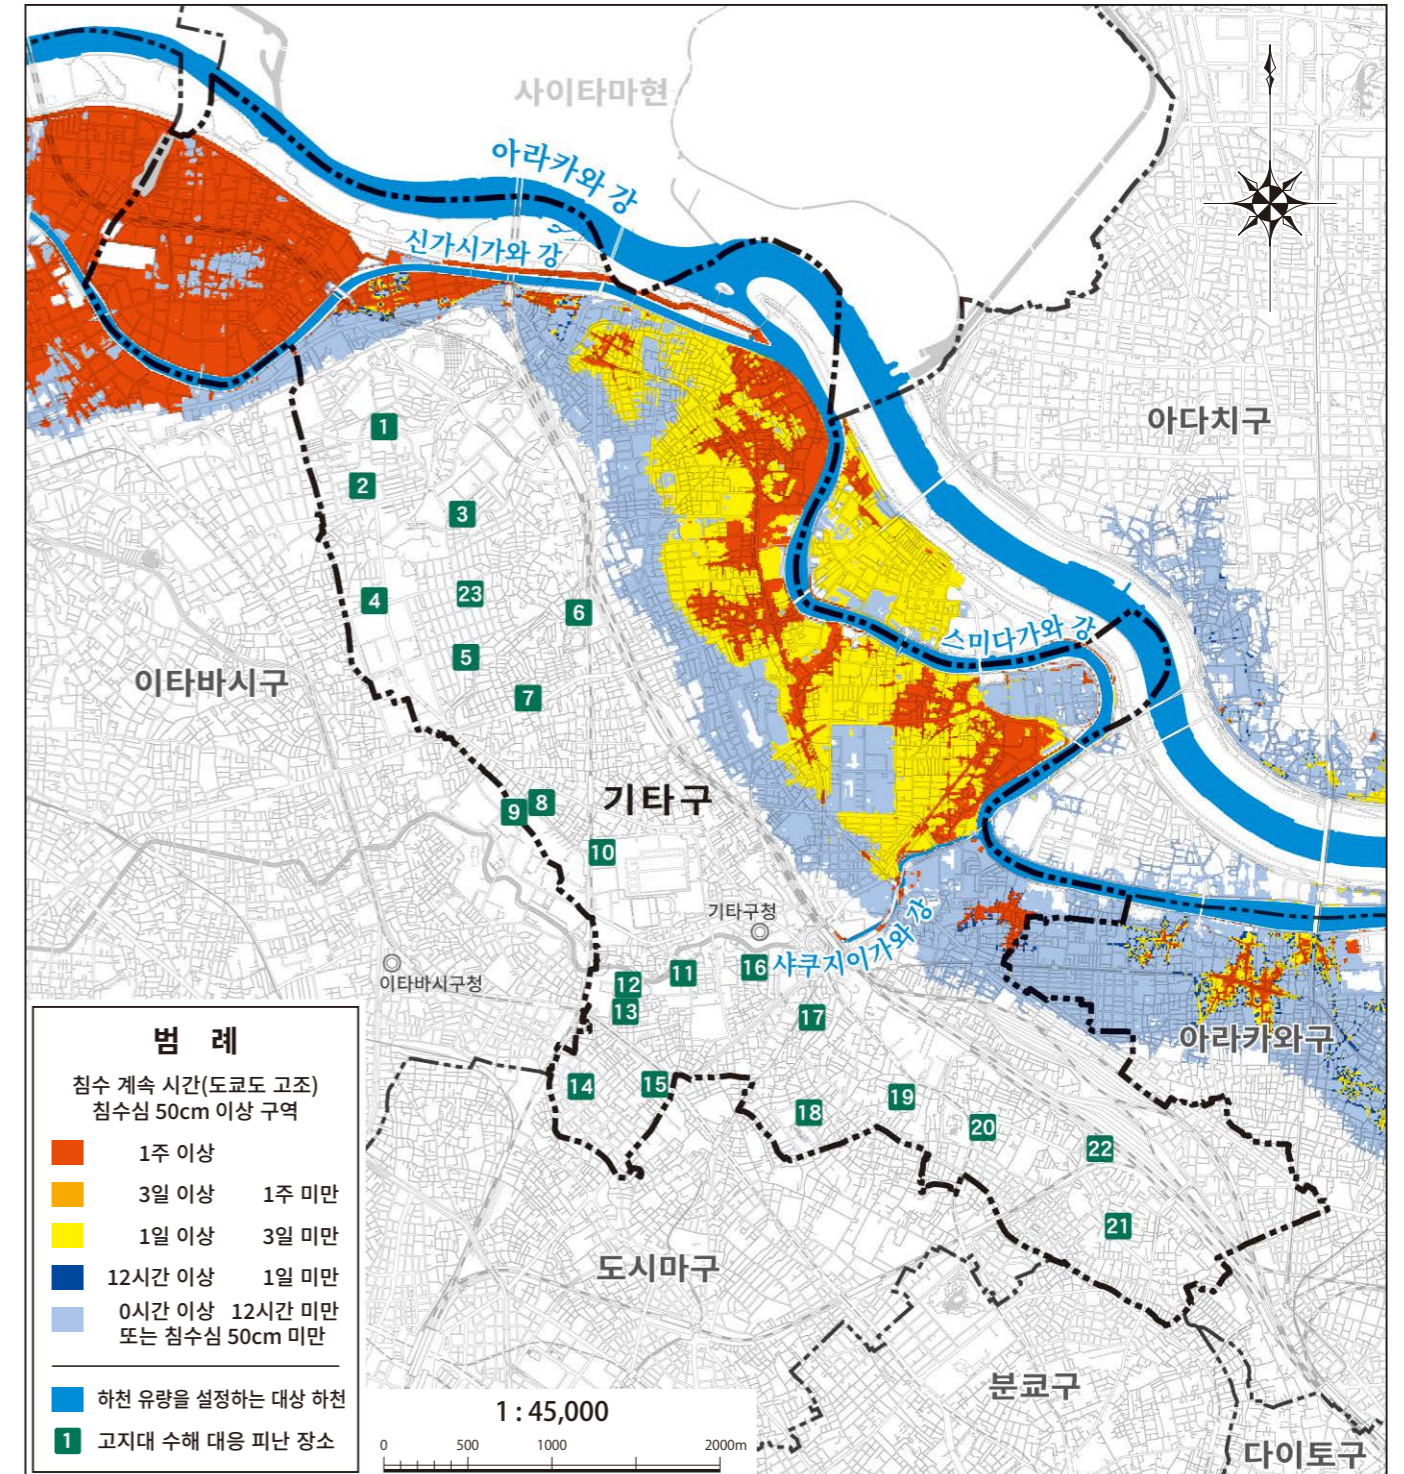 사이타마현
아라카와 강
신가시가와 강
아다치구
1
2
3
4
23
6
5
스미다가와 강
이타바시구
7
기타구
9
8
10
기타구청
샤쿠지이가와 강
이타바시구청
11
16
12
13
17
아라카와구
14
15
18
19
20
22
21
도시마구
분쿄구
다이토구
범 례
침수 계속 시간(도쿄도 고조)
침수심 50cm 이상 구역
1주 이상
3일 이상 1주 미만
1일 이상 3일 미만
12시간 이상 1일 미만
0시간 이상 12시간 미만
또는 침수심 50cm 미만
하천 유량을 설정하는 대상 하천
1 고지대 수해 대응 피난 장소
1 : 45,000
0 500 1000 2000m